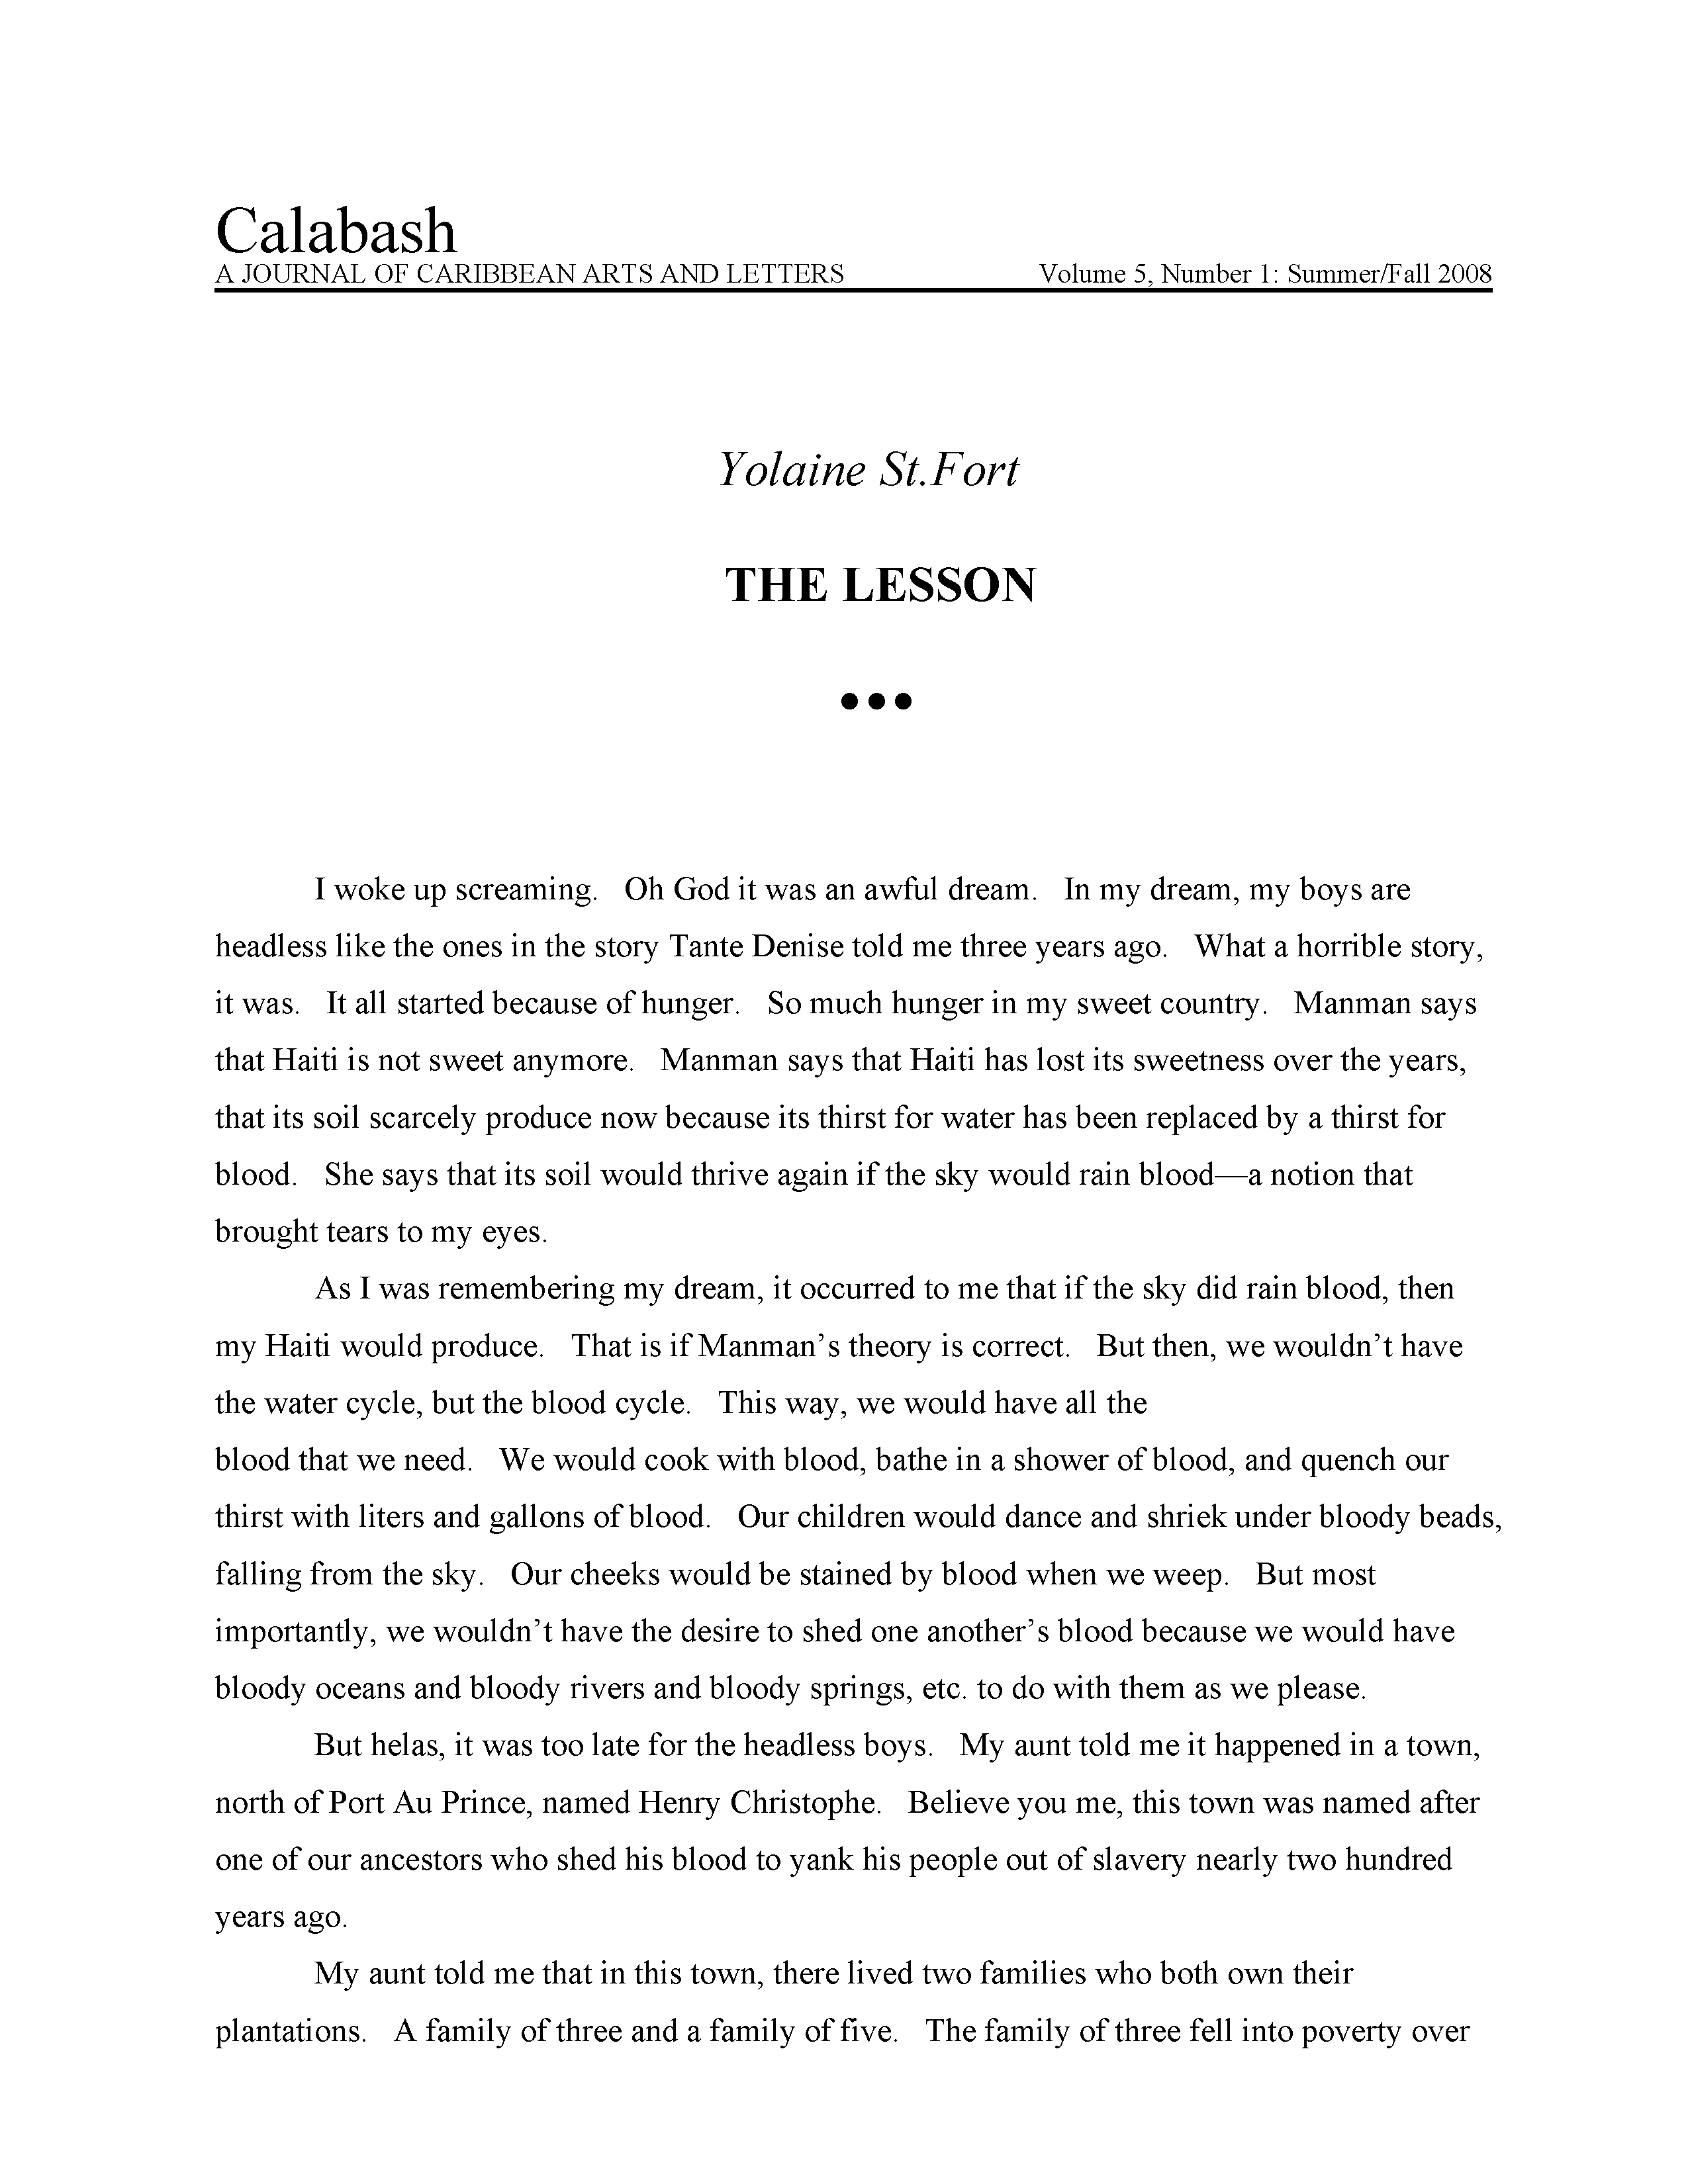 Calabash
A JOURNAL OF CARIBBEAN ARTS AND LETTERS Volume 5, Number 1: Summer/Fall 2008
Yolaine St.Fort
THE LESSON
●●●
I woke up screaming. Oh God it was an awful dream. In my dream, my boys are
headless like the ones in the story Tante Denise told me three years ago. What a horrible story,
it was. It all started because of hunger. So much hunger in my sweet country. Manman says
that Haiti is not sweet anymore. Manman says that Haiti has lost its sweetness over the years,
that its soil scarcely produce now because its thirst for water has been replaced by a thirst for
blood. She says that its soil would thrive again if the sky would rain blood—a notion that
brought tears to my eyes.
As I was remembering my dream, it occurred to me that if the sky did rain blood, then
my Haiti would produce. That is if Manman’s theory is correct. But then, we wouldn’t have
the water cycle, but the blood cycle. This way, we would have all the
blood that we need. We would cook with blood, bathe in a shower of blood, and quench our
thirst with liters and gallons of blood. Our children would dance and shriek under bloody beads,
falling from the sky. Our cheeks would be stained by blood when we weep. But most
importantly, we wouldn’t have the desire to shed one another’s blood because we would have
bloody oceans and bloody rivers and bloody springs, etc. to do with them as we please.
But helas, it was too late for the headless boys. My aunt told me it happened in a town,
north of Port Au Prince, named Henry Christophe. Believe you me, this town was named after
one of our ancestors who shed his blood to yank his people out of slavery nearly two hundred
years ago.
My aunt told me that in this town, there lived two families who both own their
plantations. A family of three and a family of five. The family of three fell into poverty over